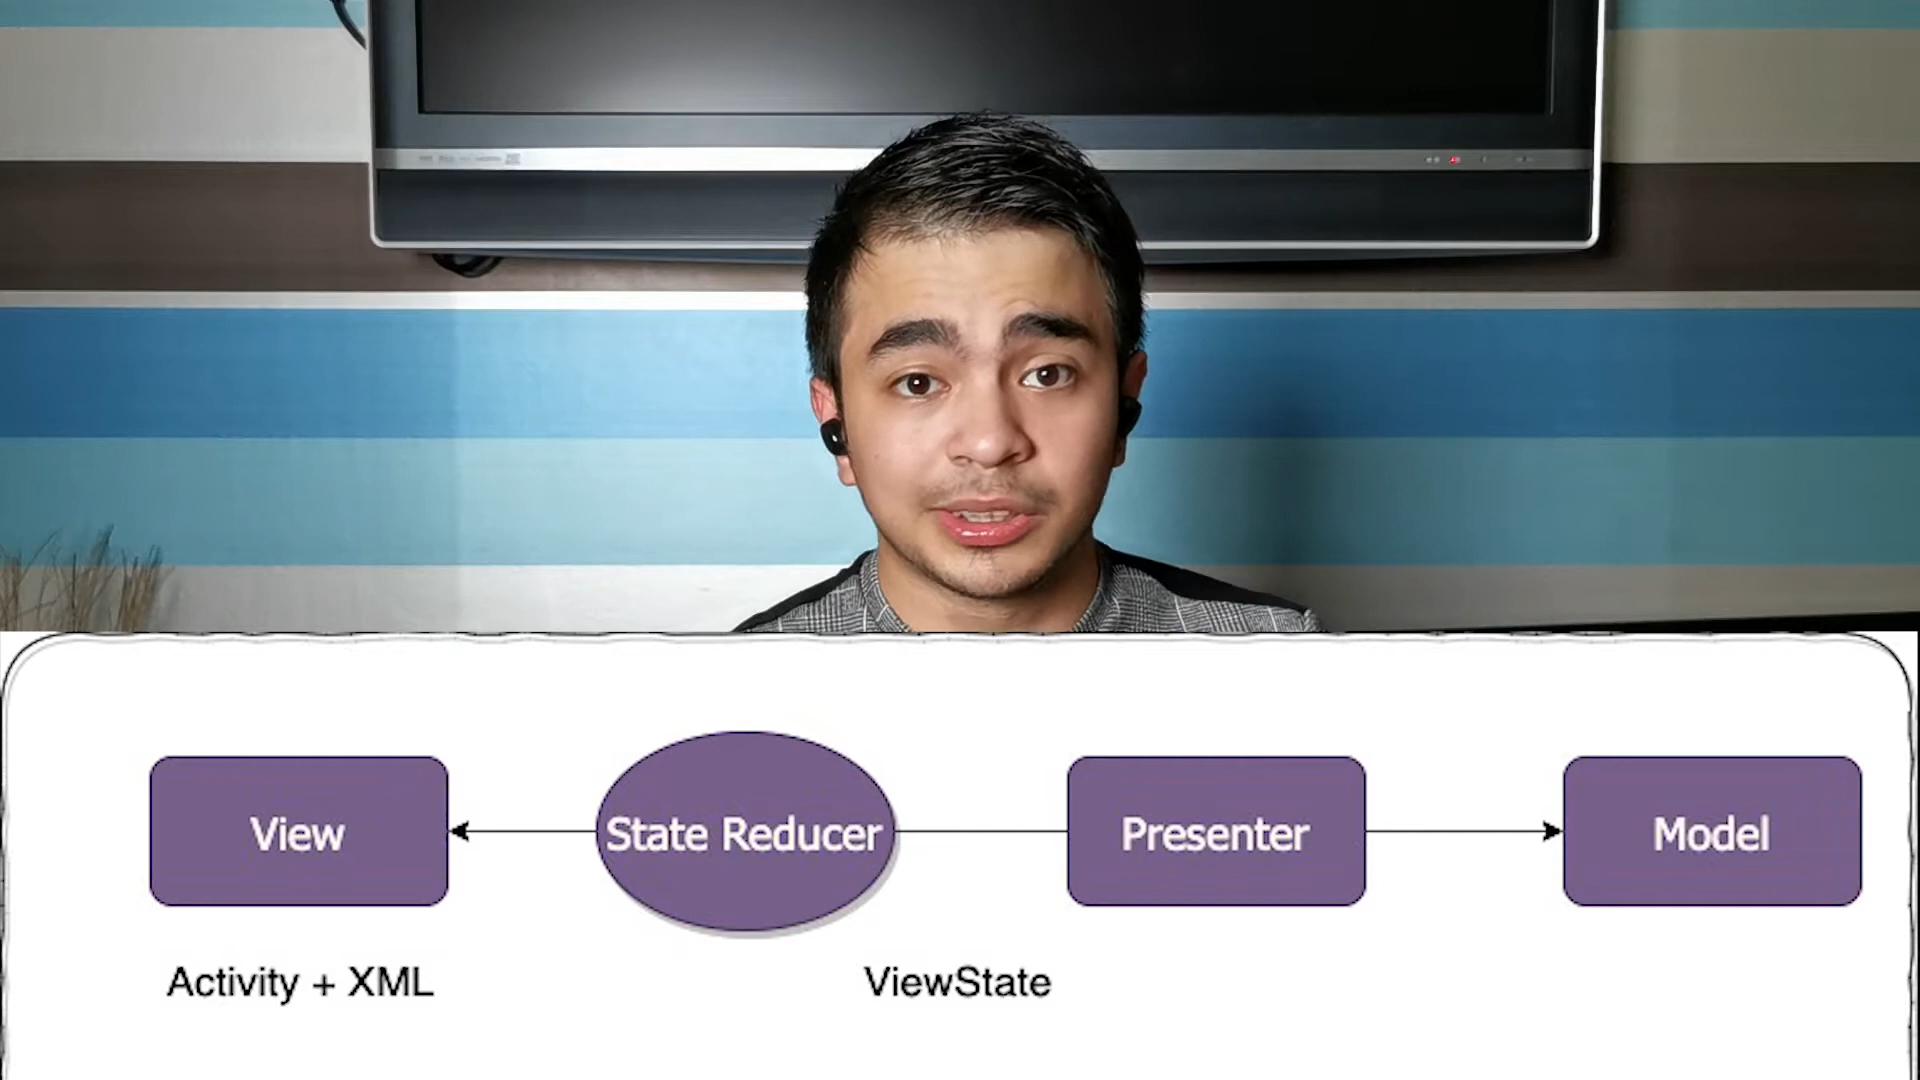 View
State Reducer
Presenter
Model
Activity + XML
ViewState